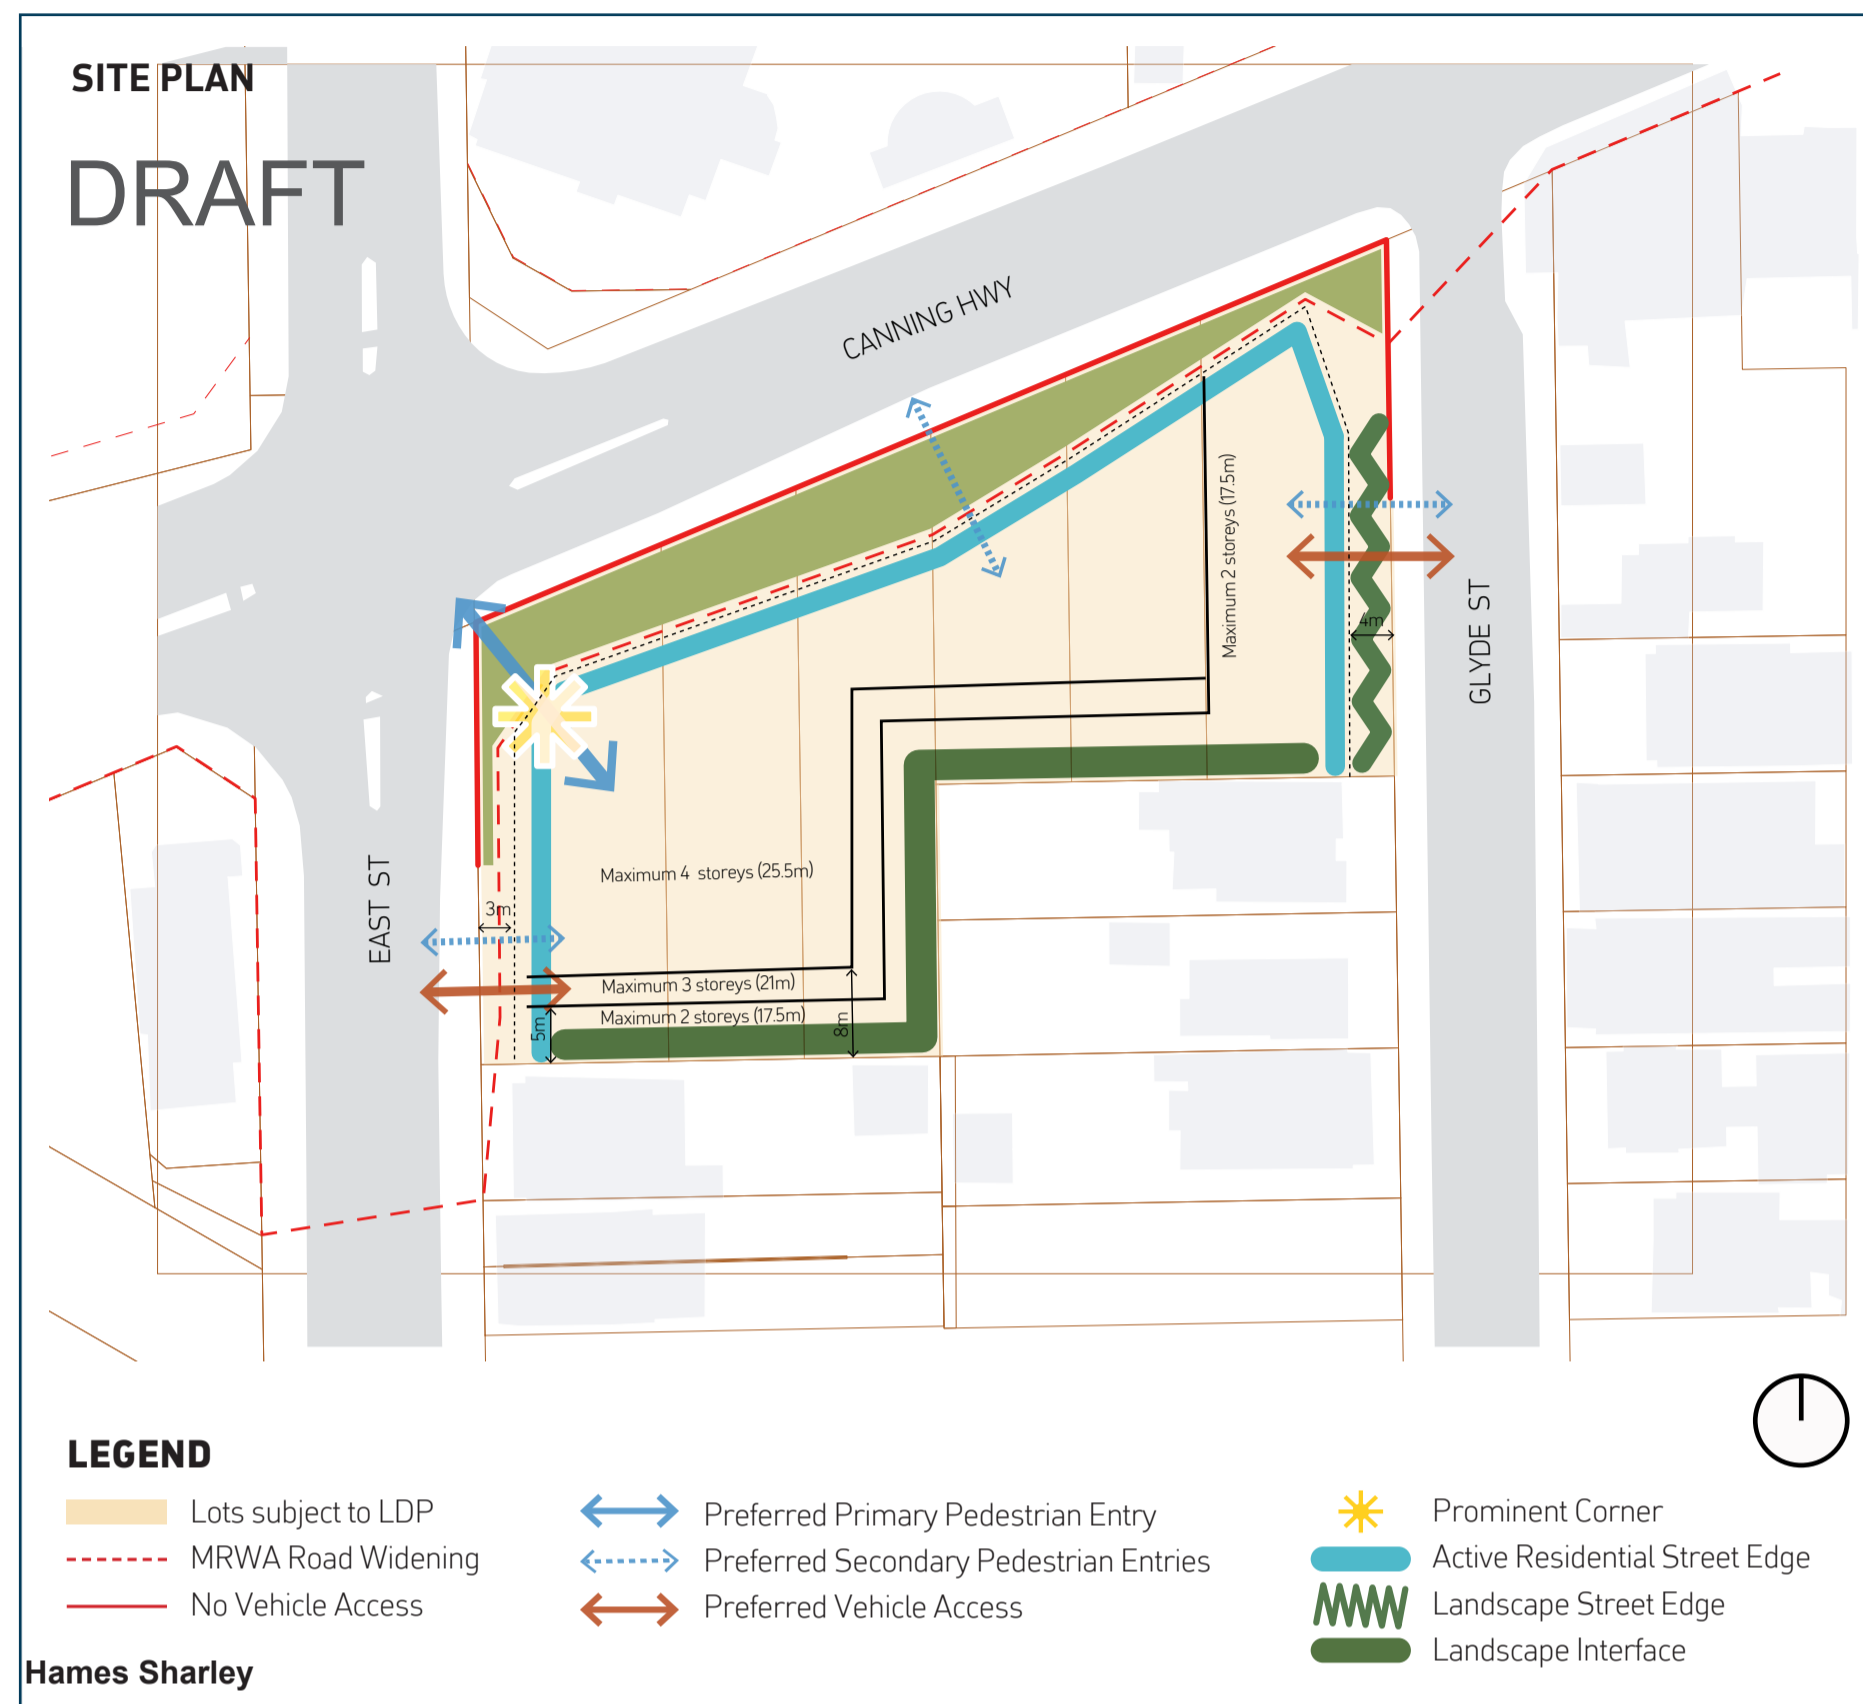 SITE PLAN
DRAFT
CANNING HWY
Maximum 2 storeys (17.5m)
GLYDE ST
4m
EAST ST
Maximum 4 storeys (25.5m)
3m
Maximum 3 storeys (21m)
Maximum 2 storeys (17.5m)
5m
8m
LEGEND
Lots subject to LDP
MRWA Road Widening
No Vehicle Access
Preferred Primary Pedestrian Entry
Preferred Secondary Pedestrian Entries
Preferred Vehicle Access
Prominent Corner
Active Residential Street Edge
Landscape Street Edge
Landscape Interface
Hames Sharley